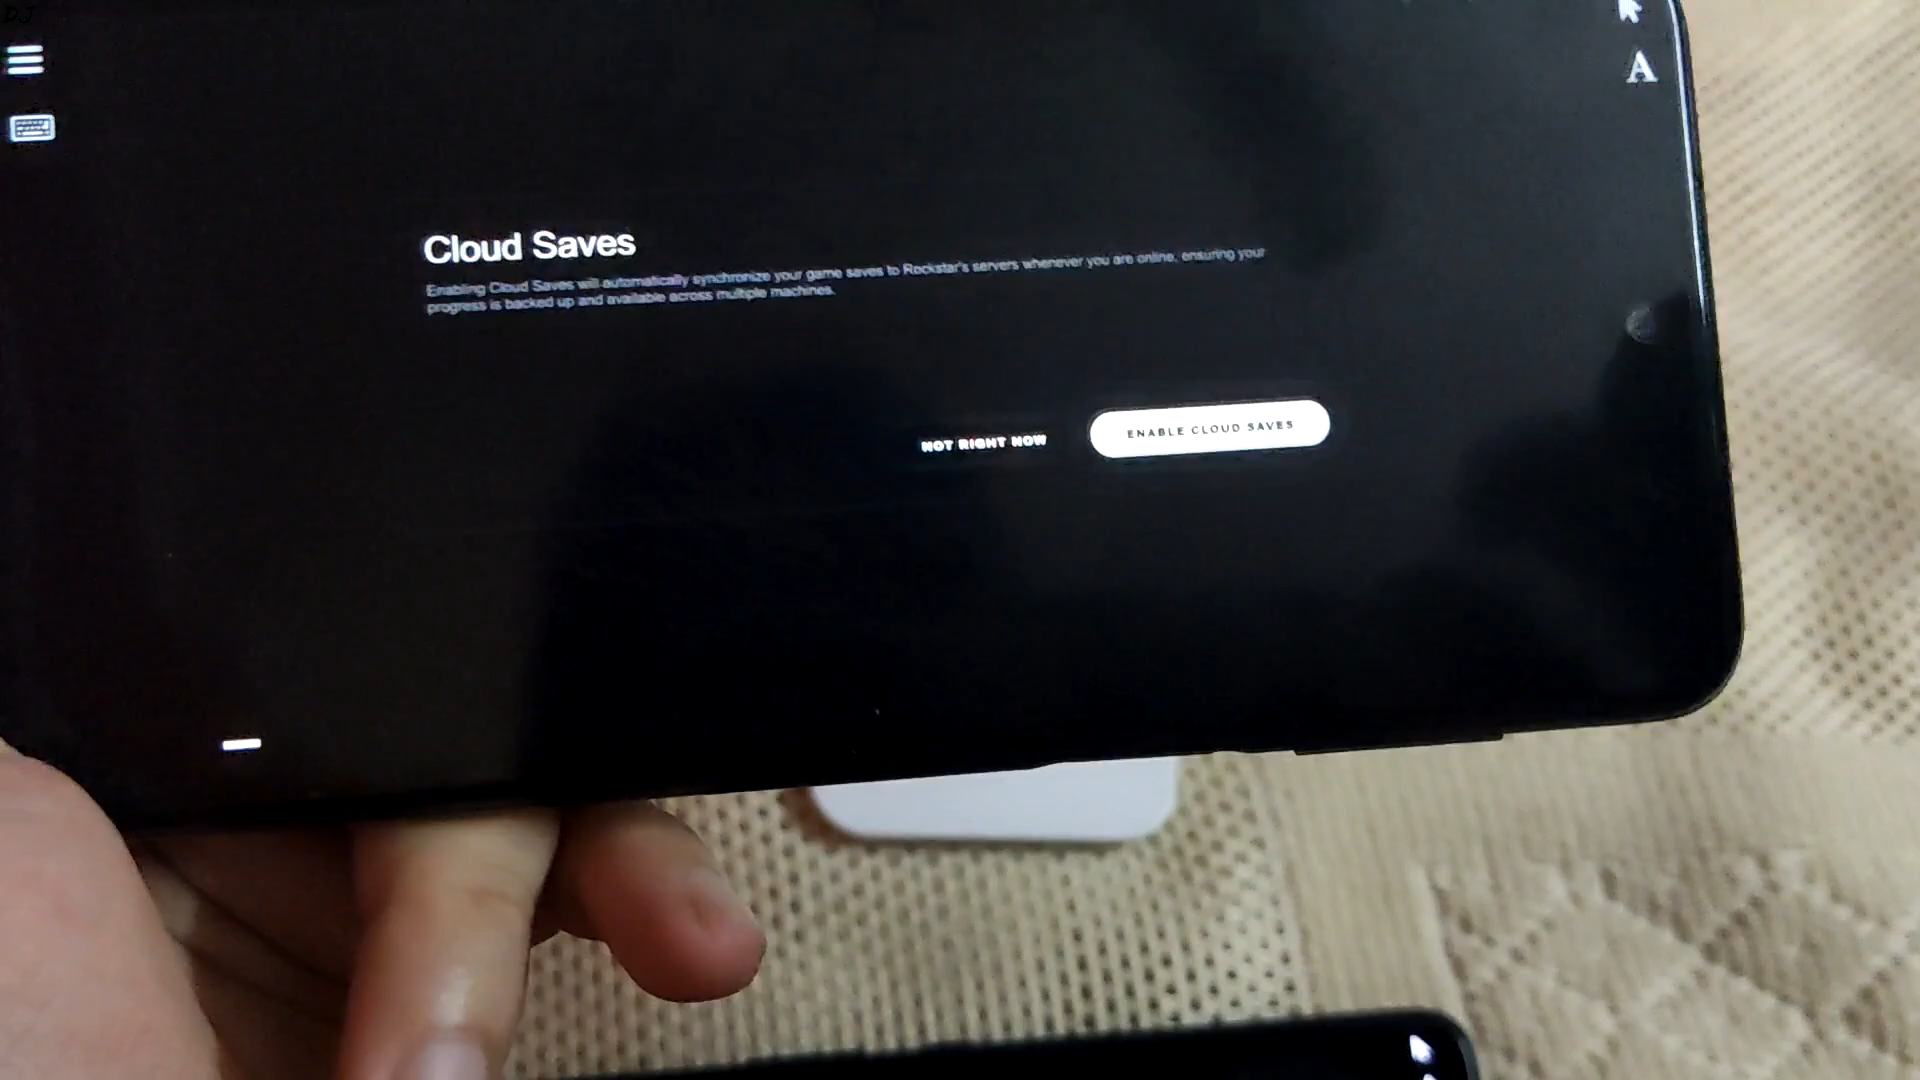 DJ
A
Cloud Saves
Enabling Cloud Saves will automatically synchronize your game saves to Rockstar's servers whenever you are online, ensuring your
progress is backed up and available across multiple machines.
NOT RIGHT NOW
ENABLE CLOUD SAVES